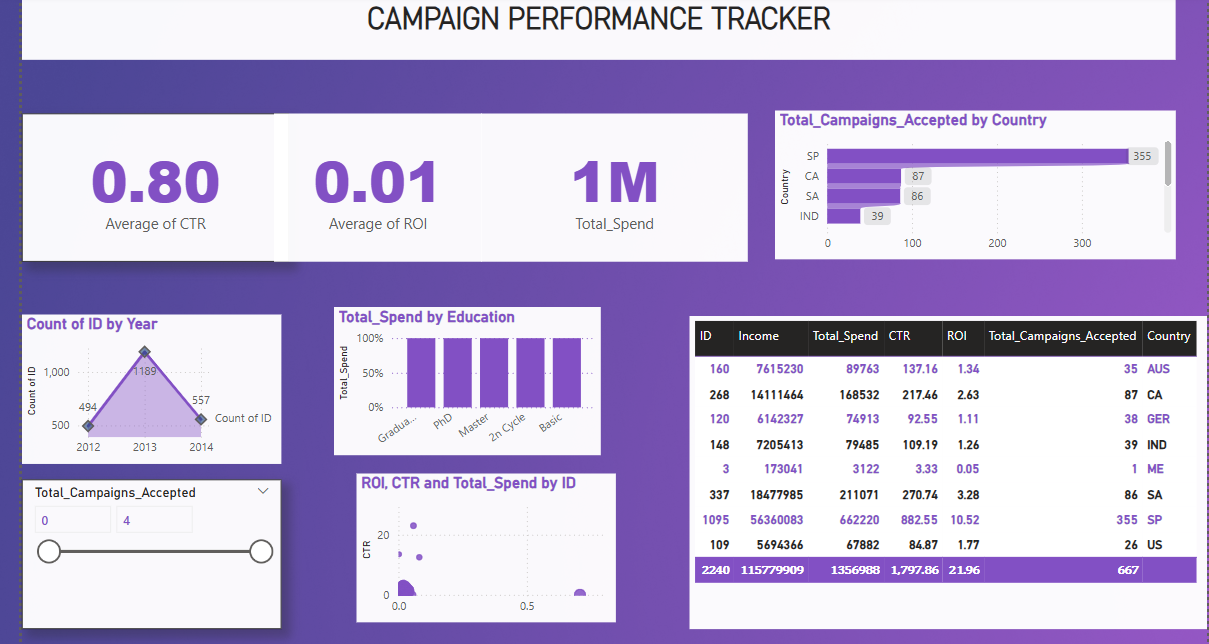 CAMPAIGN PERFORMANCE TRACKER
0.80
Average of CTR
0.01
Average of ROI
1M
Total_Spend
Total_Campaigns_Accepted by Country
Country
SP 355
CA 87
SA 86
IND 39
0 100 200 300
Count of ID by Year
Count of ID
1,000
500
494
1189
557
Count of ID
2012 2013 2014
Total_Spend by Education
Total_Spend
100%
50%
0%
Gradua... PhD Master 2n Cycle Basic
ID Income Total_Spend CTR ROI Total_Campaigns_Accepted Country
160 7615230 89763 137.16 1.34 35 AUS
268 14111464 168532 217.46 2.63 87 CA
120 6142327 74913 92.55 1.11 38 GER
148 7205413 79485 109.19 1.26 39 IND
3 173041 3122 3.33 0.05 1 ME
337 18477985 211071 270.74 3.28 86 SA
1095 56360083 662220 882.55 10.52 355 SP
109 5694366 67882 84.87 1.77 26 US
2240 115779909 1356988 1,797.86 21.96 667
Total_Campaigns_Accepted
0 4
ROI, CTR and Total_Spend by ID
CTR
20
0
0.0 0.5